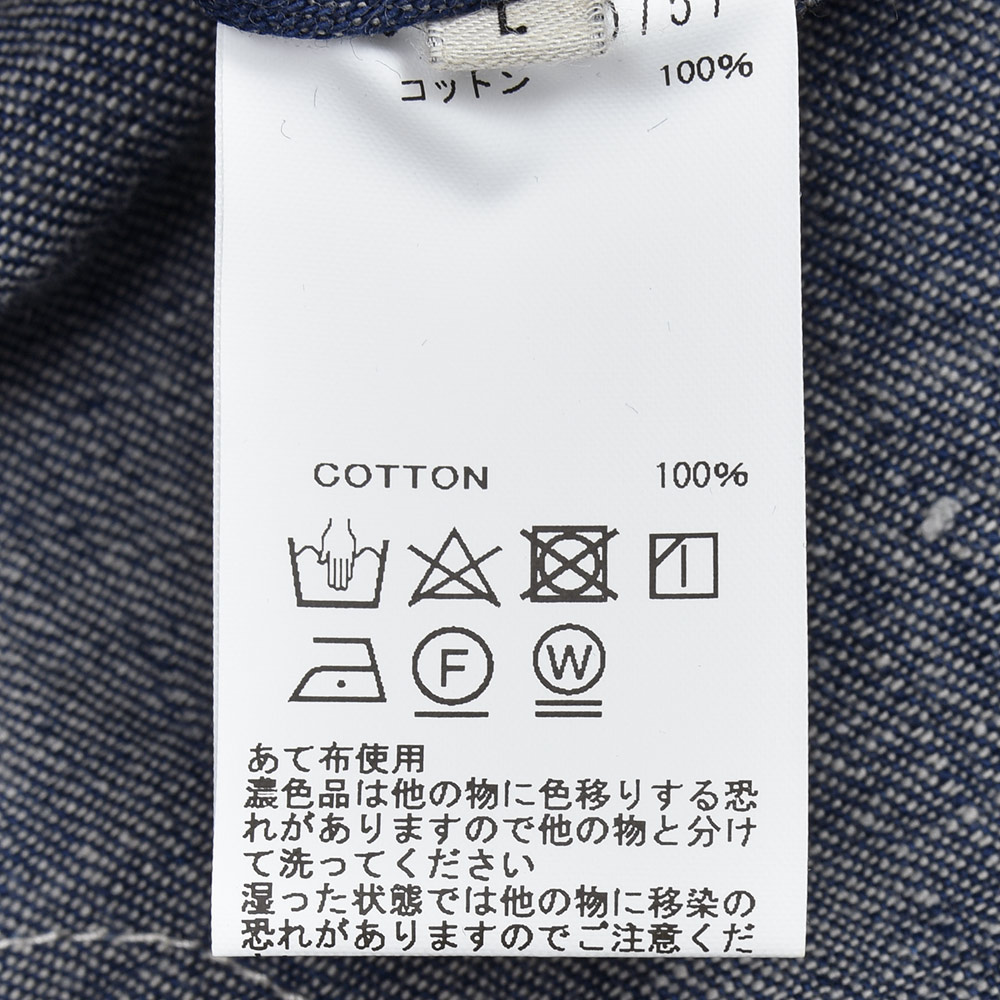 コットン 100%
COTTON 100%
F W
あて布使用
濃色品は他の物に色移りする恐
れがありますので他の物と分け
て洗ってください
湿った状態では他の物に移染の
恐れがありますのでご注意くだ